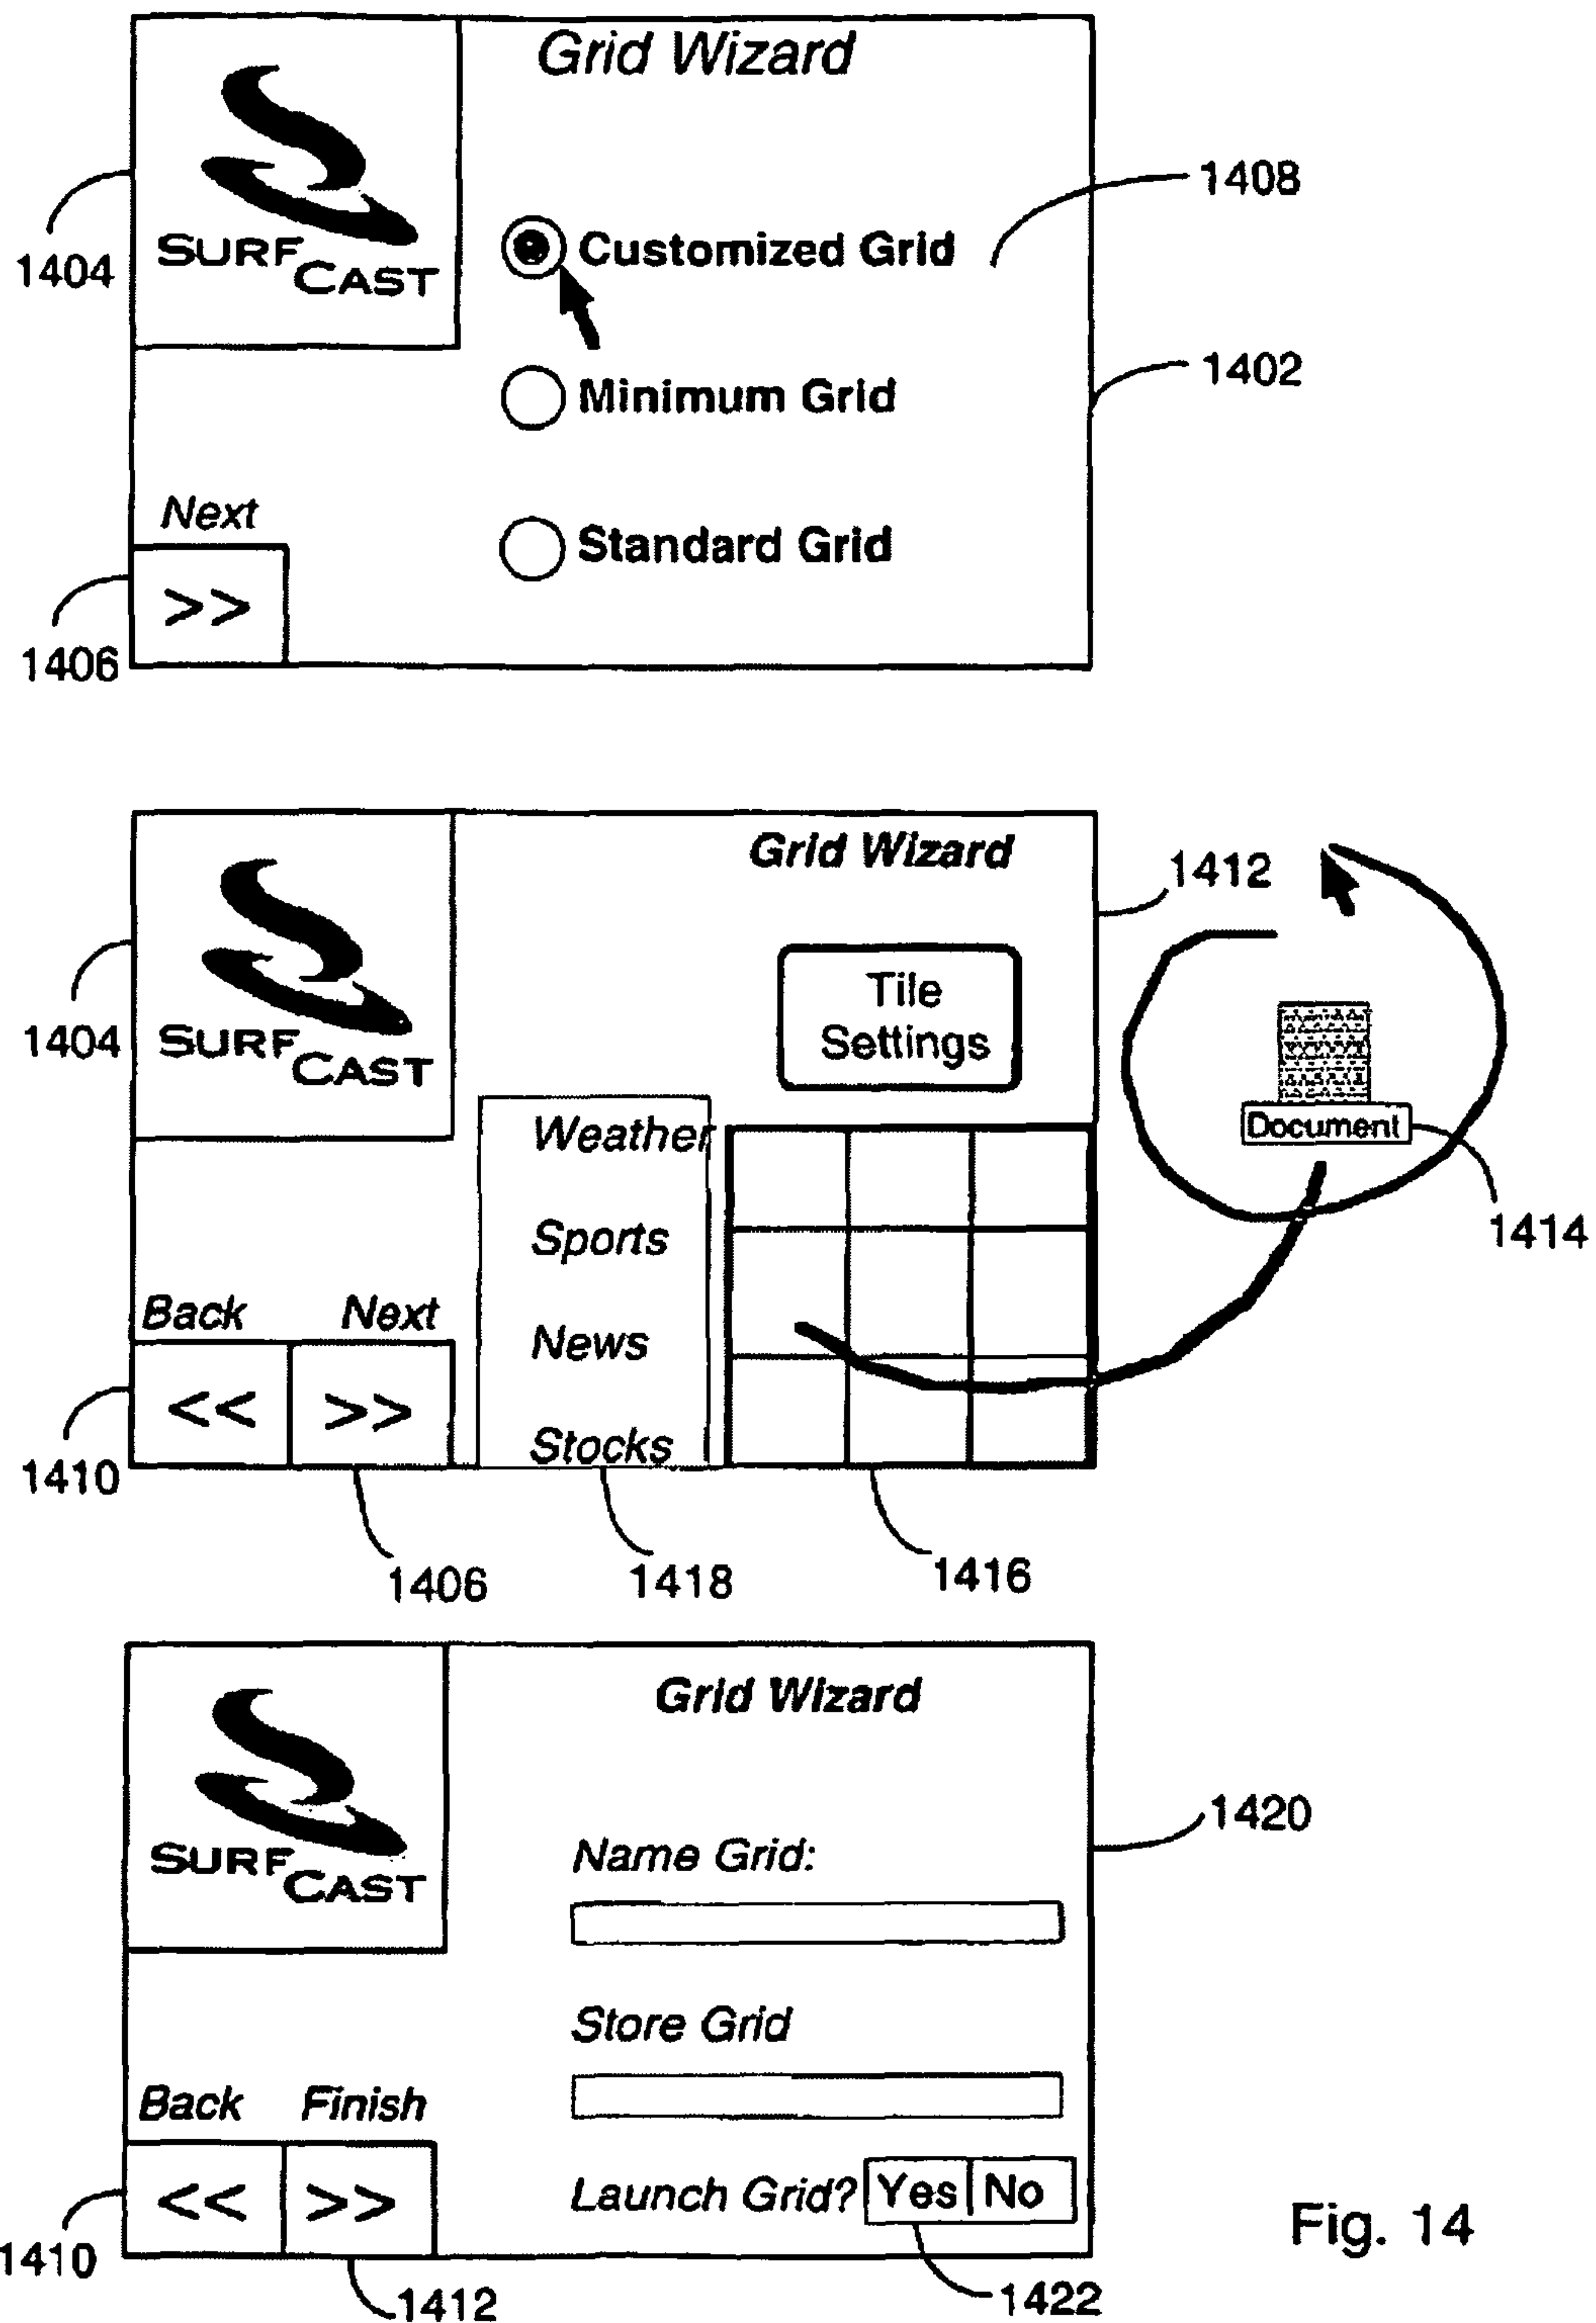 Grid Wizard
SURF
CAST
1404
Customized Grid
1408
Minimum Grid
1402
Standard Grid
Next
>>
1406
Grid Wizard
1412
SURF
CAST
1404
Tile
Settings
Document
1414
Weather
Sports
News
Stocks
Back Next
<< >>
1410
1406
1418
1416
Grid Wizard
SURF
CAST
1420
Name Grid:
Store Grid
Back Finish
<< >>
Launch Grid? Yes No
1410
1412
1422
Fig. 14